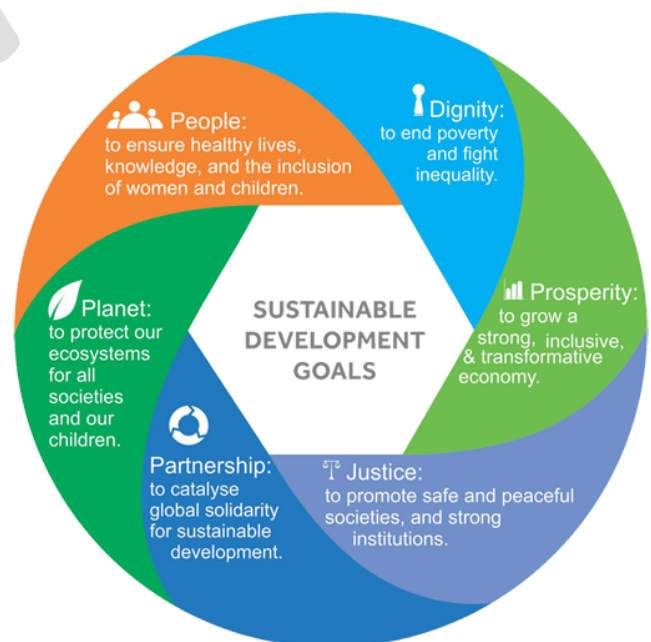 People:
to ensure healthy lives,
knowledge, and the inclusion
of women and children.
Dignity:
to end poverty
and fight
inequality.
Prosperity:
to grow a
strong, inclusive,
& transformative
economy.
Justice:
to promote safe and peaceful
societies, and strong
institutions.
Partnership:
to catalyse
global solidarity
for sustainable
development.
Planet:
to protect our
ecosystems
for all
societies
and our
children.
SUSTAINABLE
DEVELOPMENT
GOALS